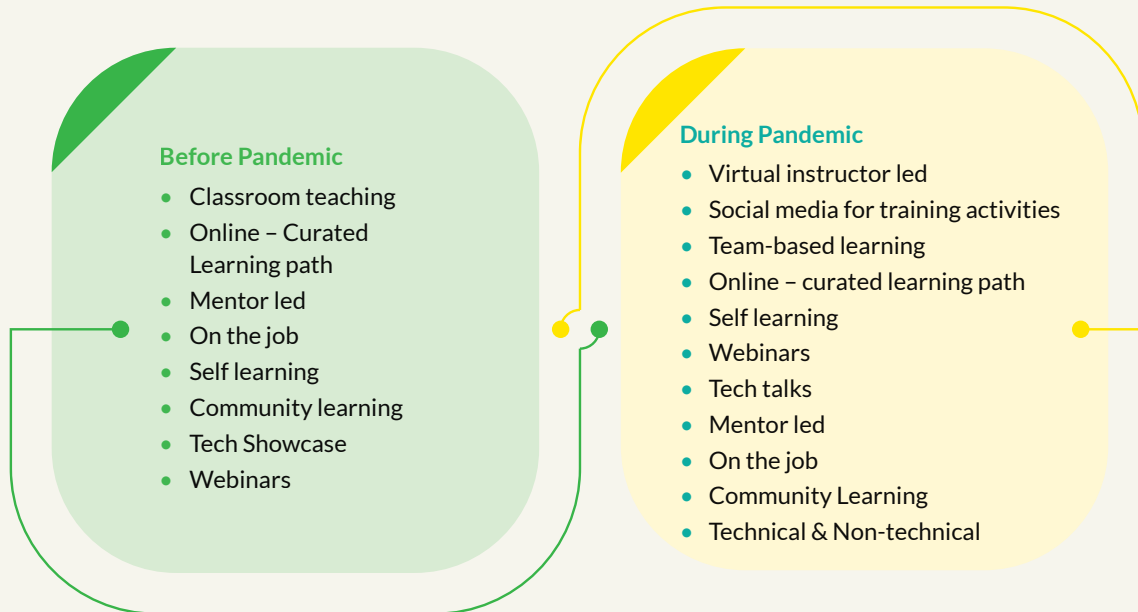 Before Pandemic
• Classroom teaching
• Online – Curated
Learning path
• Mentor led
• On the job
• Self learning
• Community learning
• Tech Showcase
• Webinars
During Pandemic
• Virtual instructor led
• Social media for training activities
• Team-based learning
• Online – curated learning path
• Self learning
• Webinars
• Tech talks
• Mentor led
• On the job
• Community Learning
• Technical & Non-technical